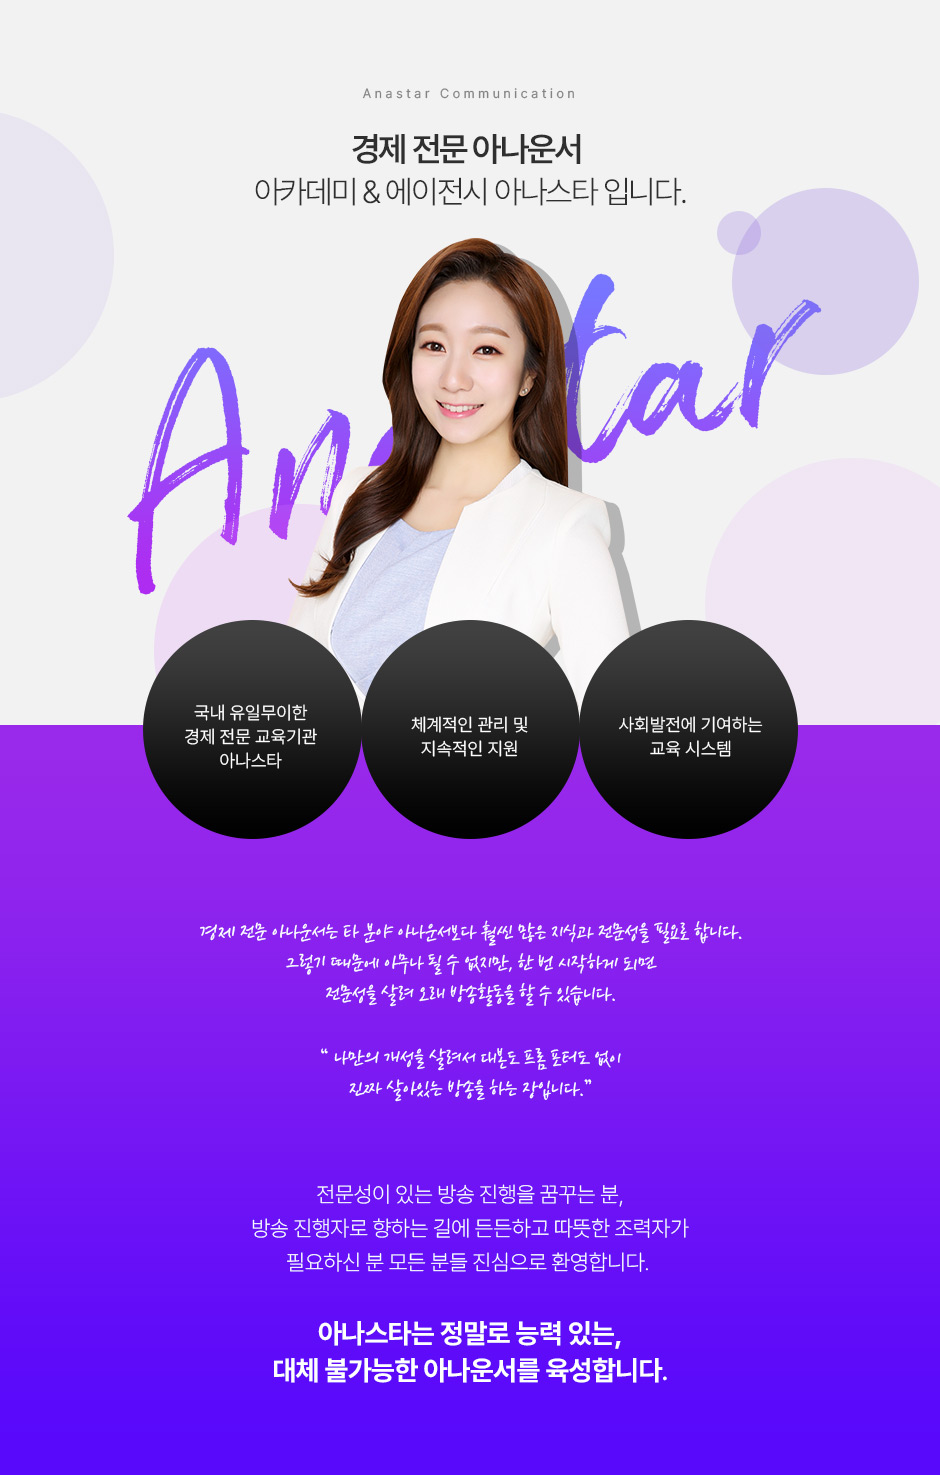 Anastar Communication
경제 전문 아나운서
아카데미 & 에이전시 아나스타 입니다.
Anastar
국내 유일무이한
경제 전문 교육기관
아나스타
체계적인 관리 및
지속적인 지원
사회발전에 기여하는
교육 시스템
경제 전문 아나운서는 타 분야 아나운서보다 훨씬 많은 지식과 전문성을 필요로 합니다.
그렇기 때문에 아무나 될 수 없지만, 한 번 시작하게 되면
전문성을 살려 오래 방송활동을 할 수 있습니다.
“ 나만의 개성을 살려서 대본도 프롬포터도 없이
진짜 살아있는 방송을 하는 장입니다.”
전문성이 있는 방송 진행을 꿈꾸는 분,
방송 진행자로 향하는 길에 든든하고 따뜻한 조력자가
필요하신 분 모든 분들 진심으로 환영합니다.
아나스타는 정말로 능력 있는,
대체 불가능한 아나운서를 육성합니다.